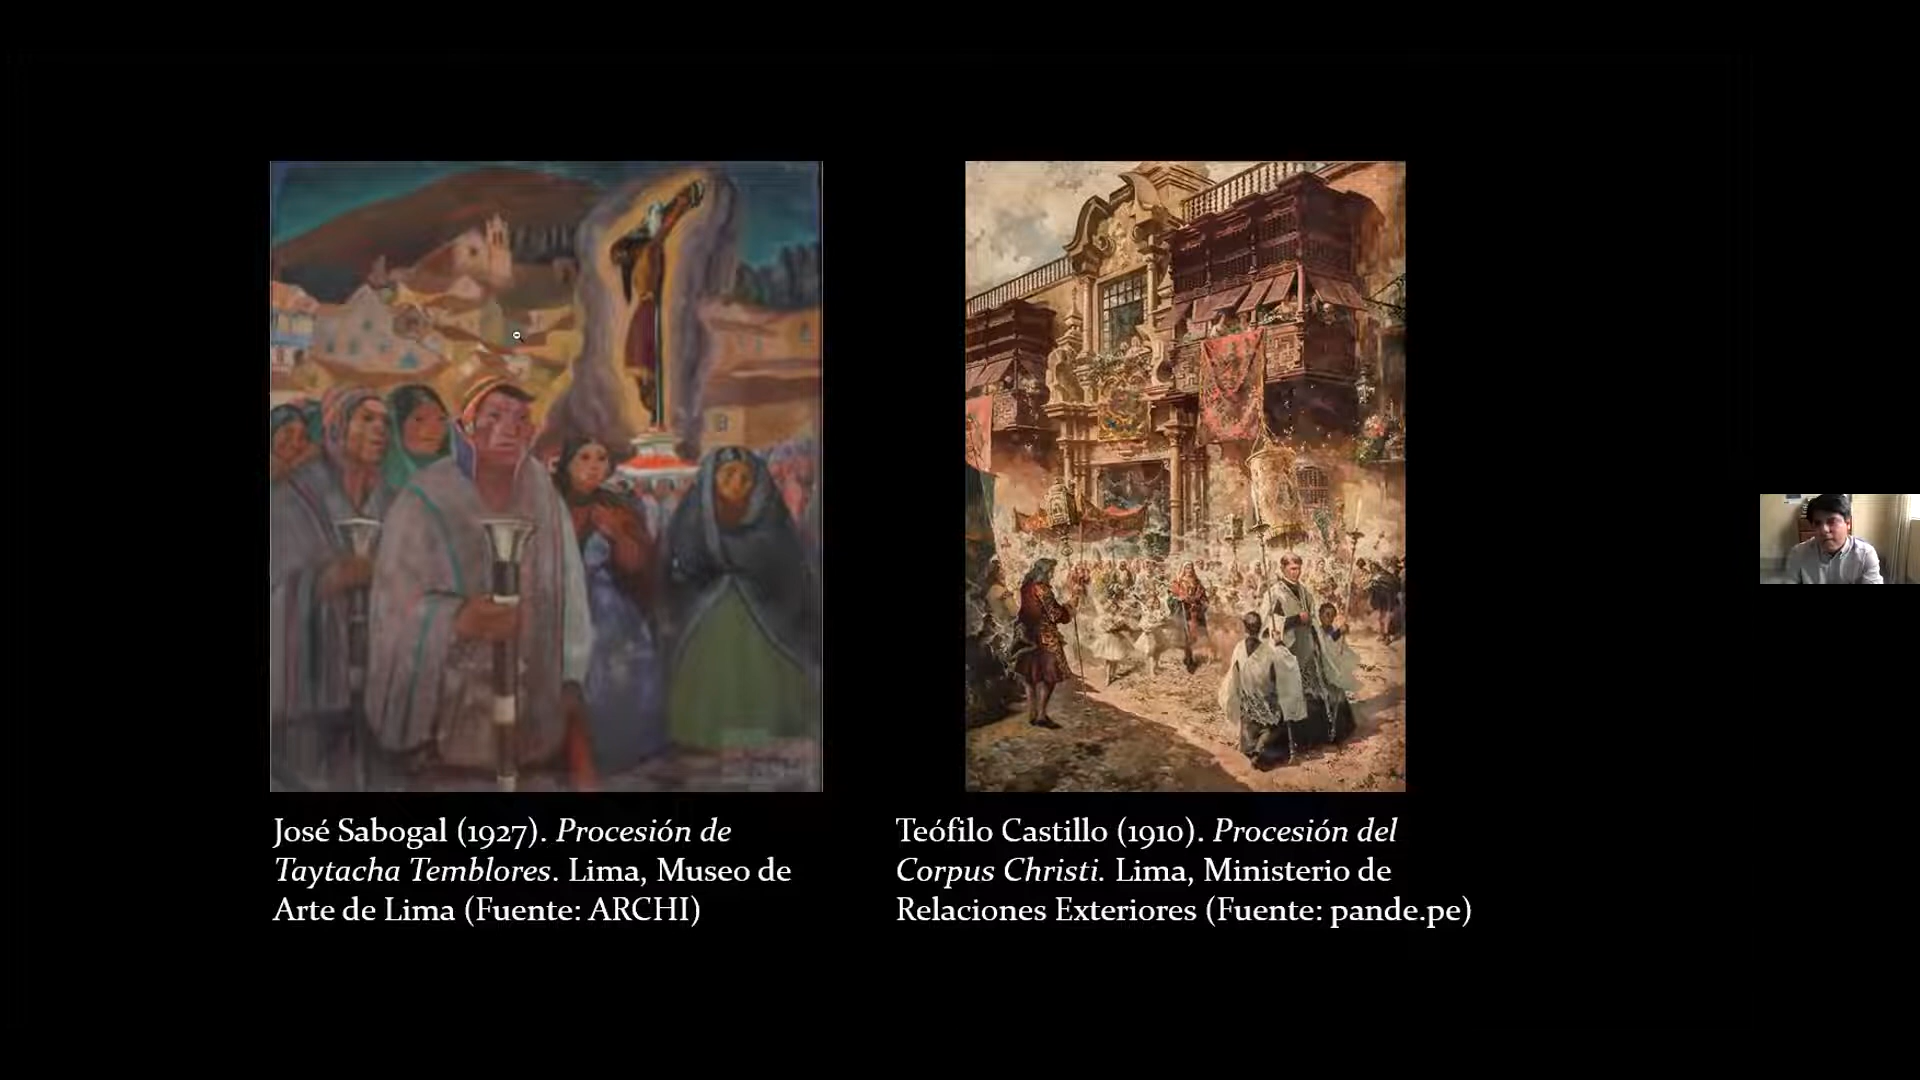 José Sabogal (1927). Procesión de
Taytacha Temblores. Lima, Museo de
Arte de Lima (Fuente: ARCHI)
Teófilo Castillo (1910). Procesión del
Corpus Christi. Lima, Ministerio de
Relaciones Exteriores (Fuente: pande.pe)